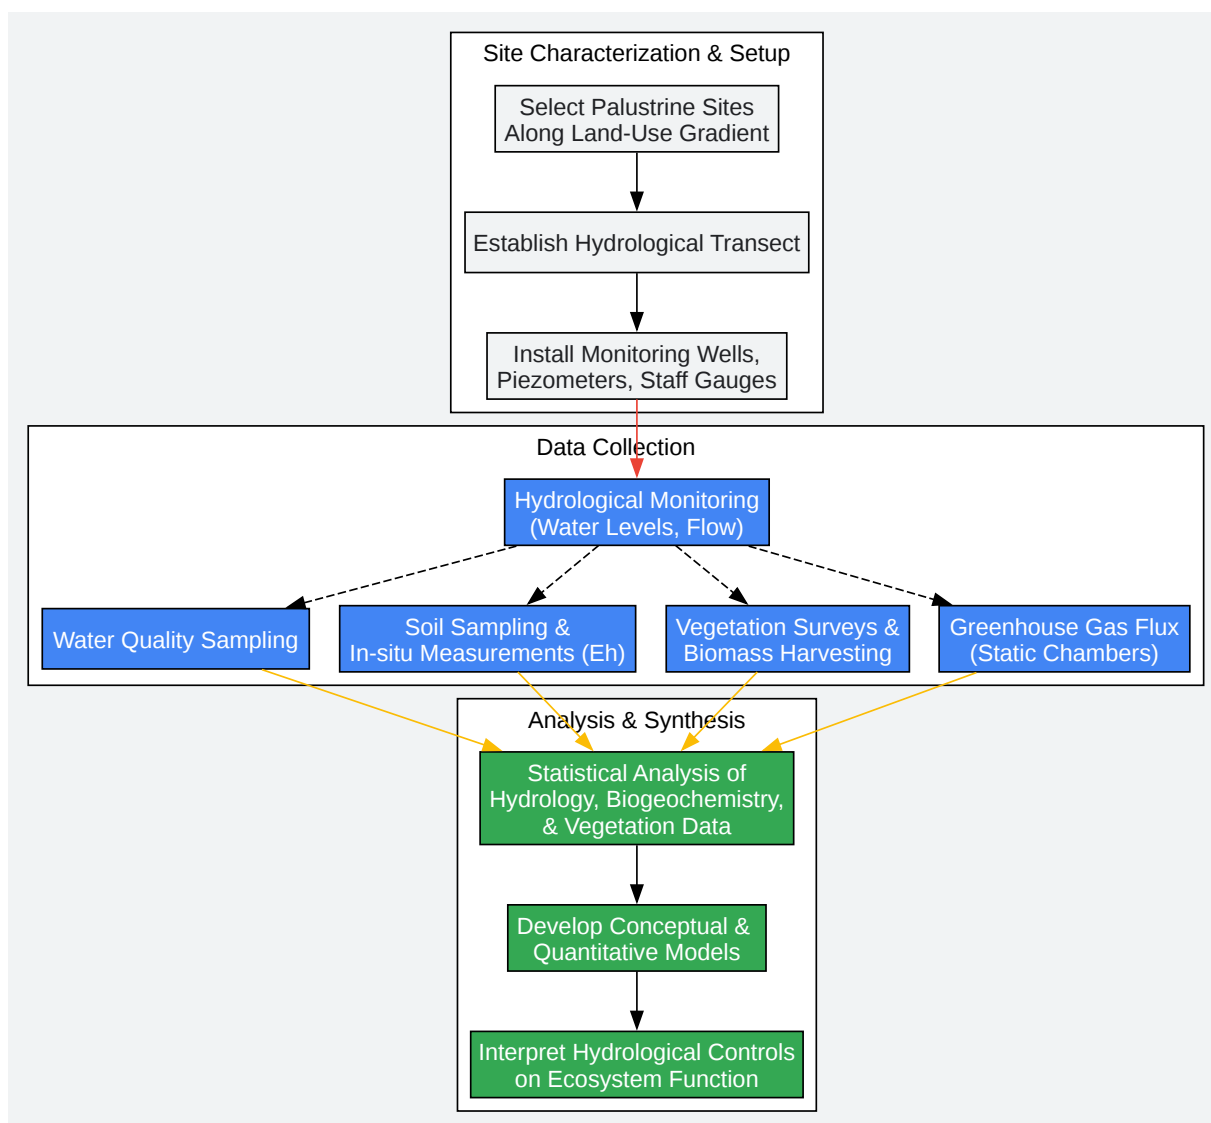 Site Characterization & Setup
Select Palustrine Sites
Along Land-Use Gradient
Establish Hydrological Transect
Install Monitoring Wells,
Piezometers, Staff Gauges
Data Collection
Hydrological Monitoring
(Water Levels, Flow)
Water Quality Sampling
Soil Sampling &
In-situ Measurements (Eh)
Vegetation Surveys &
Biomass Harvesting
Greenhouse Gas Flux
(Static Chambers)
Analysis & Synthesis
Statistical Analysis of
Hydrology, Biogeochemistry,
& Vegetation Data
Develop Conceptual &
Quantitative Models
Interpret Hydrological Controls
on Ecosystem Function